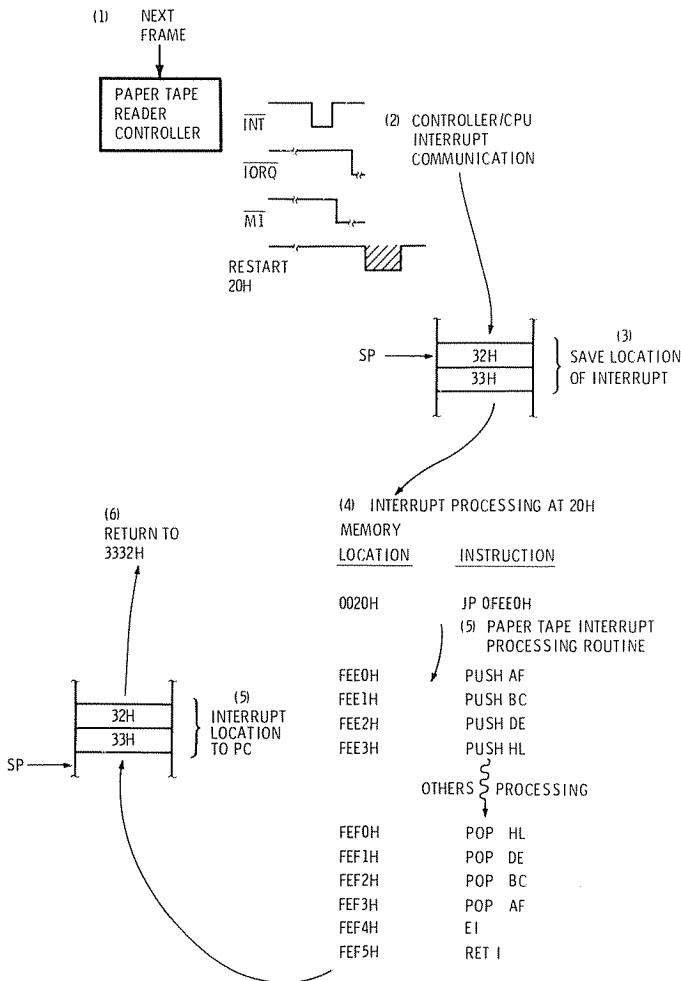 (1) NEXT
FRAME
PAPER TAPE
READER
CONTROLLER
INT
IORQ
M1
RESTART
20H
(2) CONTROLLER/CPU
INTERRUPT
COMMUNICATION
SP
32H
33H
(3)
SAVE LOCATION
OF INTERRUPT
(4) INTERRUPT PROCESSING AT 20H
MEMORY
LOCATION INSTRUCTION
0020H JP 0FEE0H
(5) PAPER TAPE INTERRUPT
PROCESSING ROUTINE
FEE0H PUSH AF
FEE1H PUSH BC
FEE2H PUSH DE
FEE3H PUSH HL
OTHERS PROCESSING
FEF0H POP HL
FEF1H POP DE
FEF2H POP BC
FEF3H POP AF
FEF4H EI
FEF5H RET I
(5)
INTERRUPT
LOCATION
TO PC
32H
33H
SP
(6)
RETURN TO
3332H